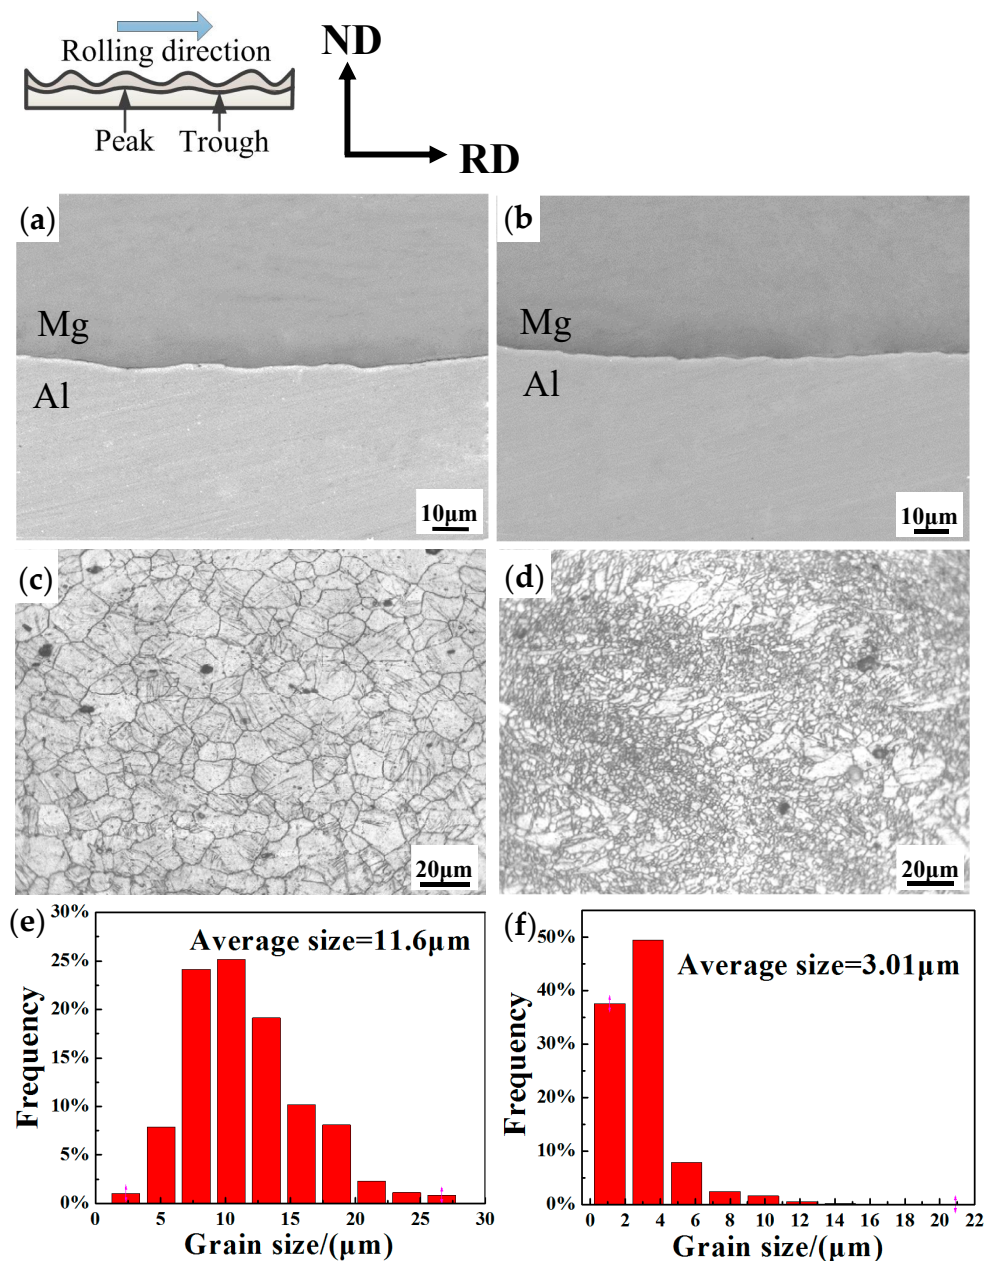 Rolling direction
Peak Trough
ND
RD
(a)
Mg
Al
10μm
(b)
Mg
Al
10μm
(c)
20μm
(d)
20μm
(e)
Average size=11.6μm
Frequency
30%
25%
20%
15%
10%
5%
0%
0 5 10 15 20 25 30
Grain size/(μm)
(f)
Average size=3.01μm
Frequency
50%
40%
30%
20%
10%
0%
0 2 4 6 8 10 12 14 16 18 20 22
Grain size/(μm)